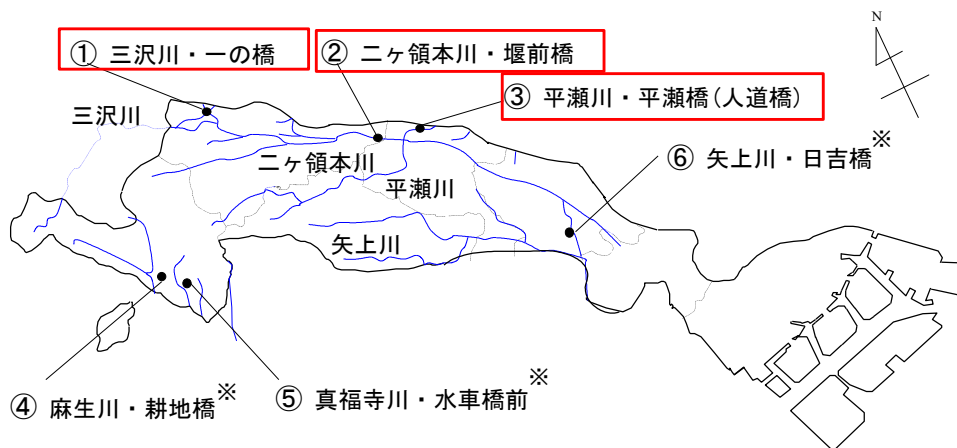 N
① 三沢川・一の橋
② 二ヶ領本川・堰前橋
③ 平瀬川・平瀬橋(人道橋)
三沢川
二ヶ領本川
⑥ 矢上川・日吉橋※
平瀬川
矢上川
④ 麻生川・耕地橋※
⑤ 真福寺川・水車橋前※